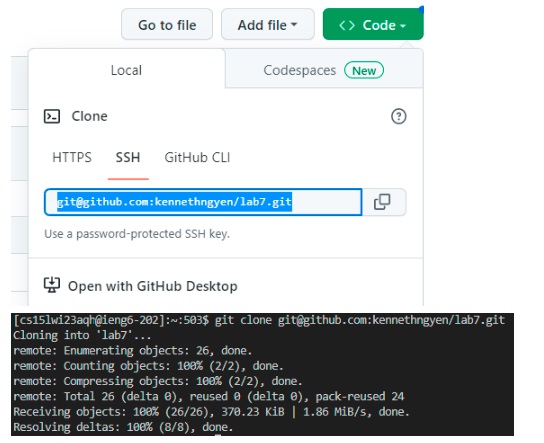 Go to file Add file <> Code
Local Codespaces New
Clone
HTTPS SSH GitHub CLI
git@github.com:kennethngyen/lab7.git
Use a password-protected SSH key.
Open with GitHub Desktop
[cs15lwi23aqh@ieng6-202]:~:503$ git clone git@github.com:kennethngyen/lab7.git
Cloning into 'lab7'...
remote: Enumerating objects: 26, done.
remote: Counting objects: 100% (2/2), done.
remote: Compressing objects: 100% (2/2), done.
remote: Total 26 (delta 0), reused 0 (delta 0), pack-reused 24
Receiving objects: 100% (26/26), 370.23 KiB | 1.86 MiB/s, done.
Resolving deltas: 100% (8/8), done.